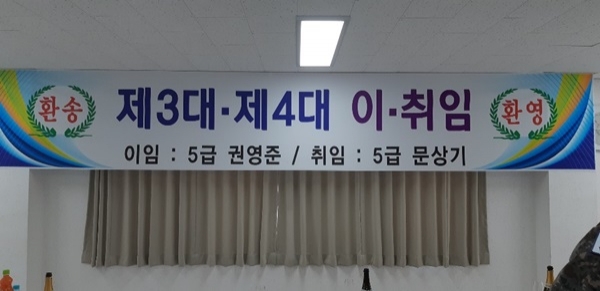 환송 제3대·제4대 이·취임 환영
이임 : 5급 권영준 / 취임 : 5급 문상기